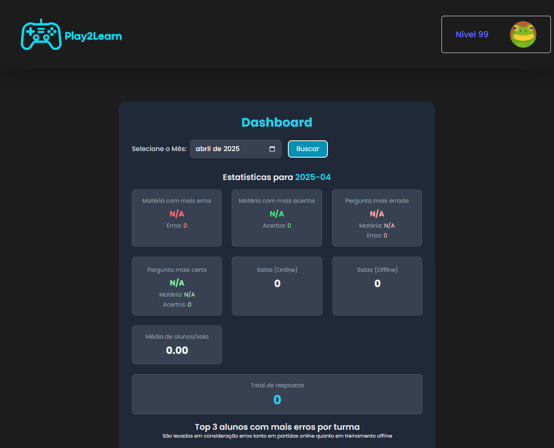 Play2Learn
Nível 99
Dashboard
Selecione o Mês:
abril de 2025
Buscar
Estatísticas para 2025-04
Matéria com mais erros
N/A
Erros: 0
Matéria com mais acertos
N/A
Acertos: 0
Pergunta mais errada
N/A
Matéria: N/A
Erros: 0
Pergunta mais certa
N/A
Matéria: N/A
Acertos: 0
Salas (Online)
0
Salas (Offline)
0
Média de alunos/sala
0.00
Total de respostas
0
Top 3 alunos com mais erros por turma
São levados em consideração erros tanto em partidas online quanto em treinamento offline